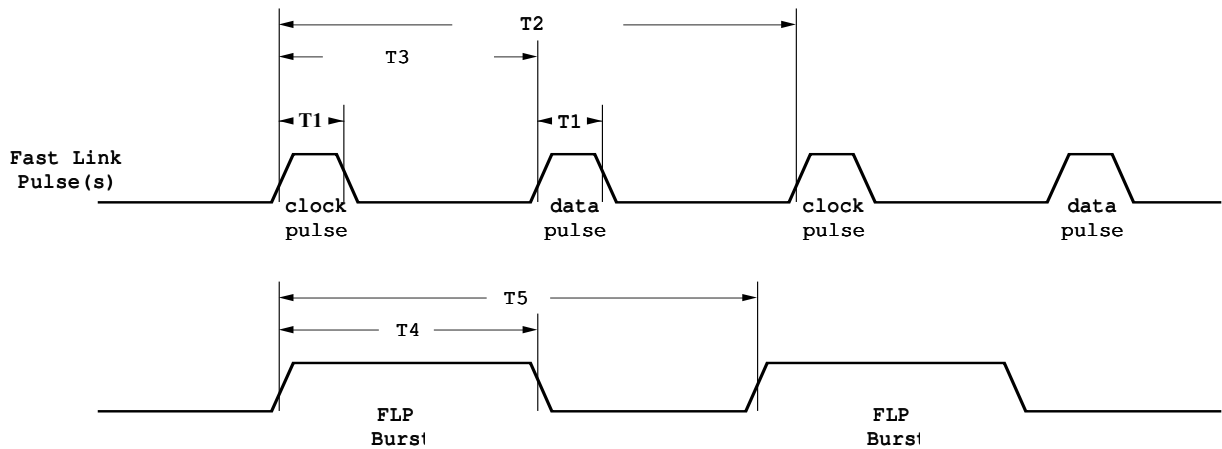 T2
T3
T1
T1
Fast Link
Pulse(s)
clock
pulse
data
pulse
clock
pulse
data
pulse
T5
T4
FLP
Burst
FLP
Burst